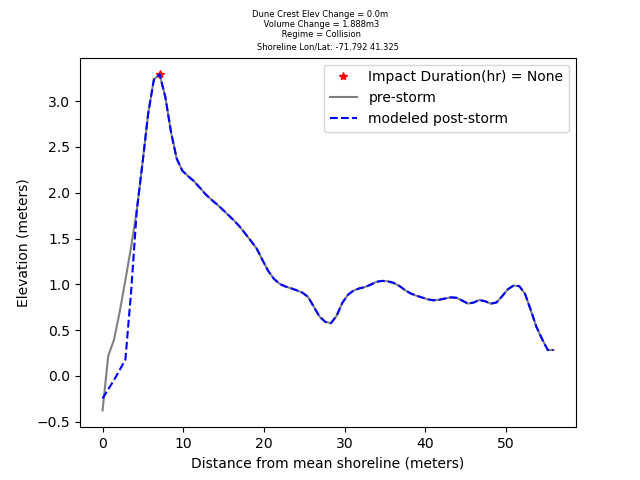 Dune Crest Elev Change = 0.0m
Volume Change = 1.888m3
Regime = Collision
Shoreline Lon/Lat: -71.792 41.325
Impact Duration(hr) = None
pre-storm
modeled post-storm
3.0
2.5
2.0
1.5
1.0
0.5
0.0
−0.5
Elevation (meters)
0 10 20 30 40 50
Distance from mean shoreline (meters)